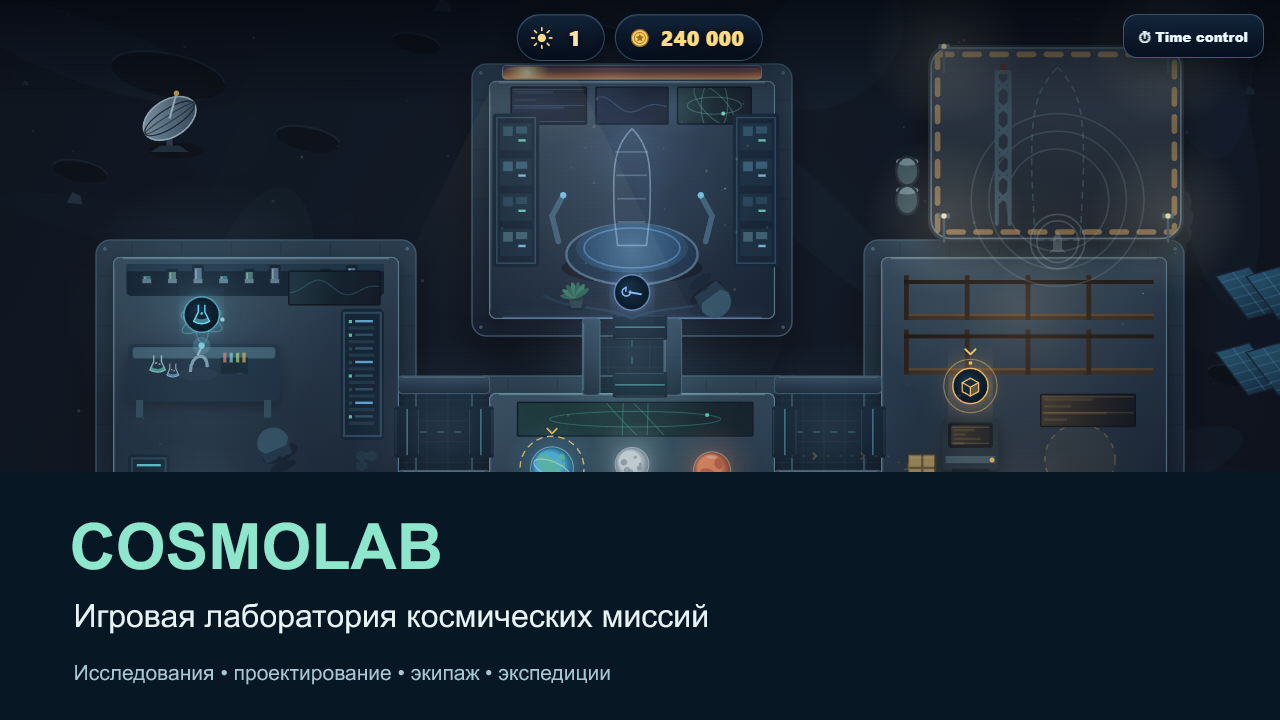 1
240 000
⏱ Time control
COSMOLAB
Игровая лаборатория космических миссий
Исследования • проектирование • экипаж • экспедиции